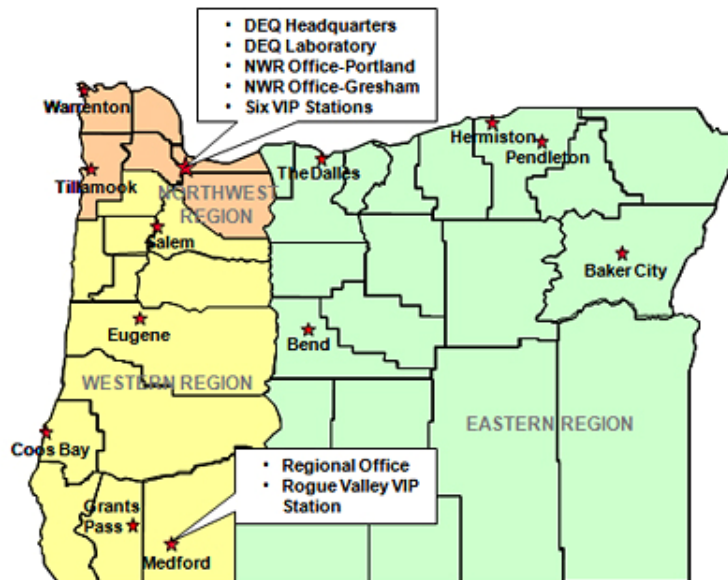 • DEQ Headquarters
• DEQ Laboratory
• NWR Office-Portland
• NWR Office-Gresham
• Six VIP Stations
Warrenton
Hermiston
Pendleton
The Dalles
Tillamook
NORTHWEST
REGION
Salem
Baker City
Eugene
Bend
WESTERN REGION
EASTERN REGION
Coos Bay
• Regional Office
• Rogue Valley VIP
Station
Grants
Pass
Medford